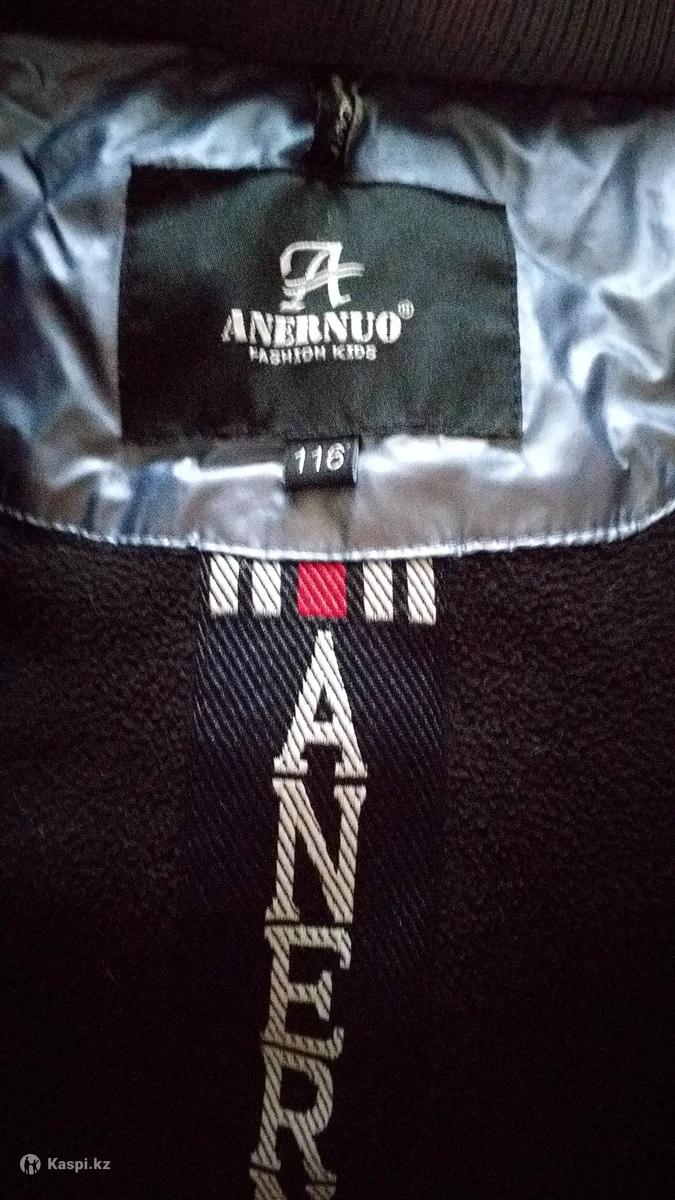 A
ANERNUO®
FASHION KIDS
116
ANER
Kaspi.kz